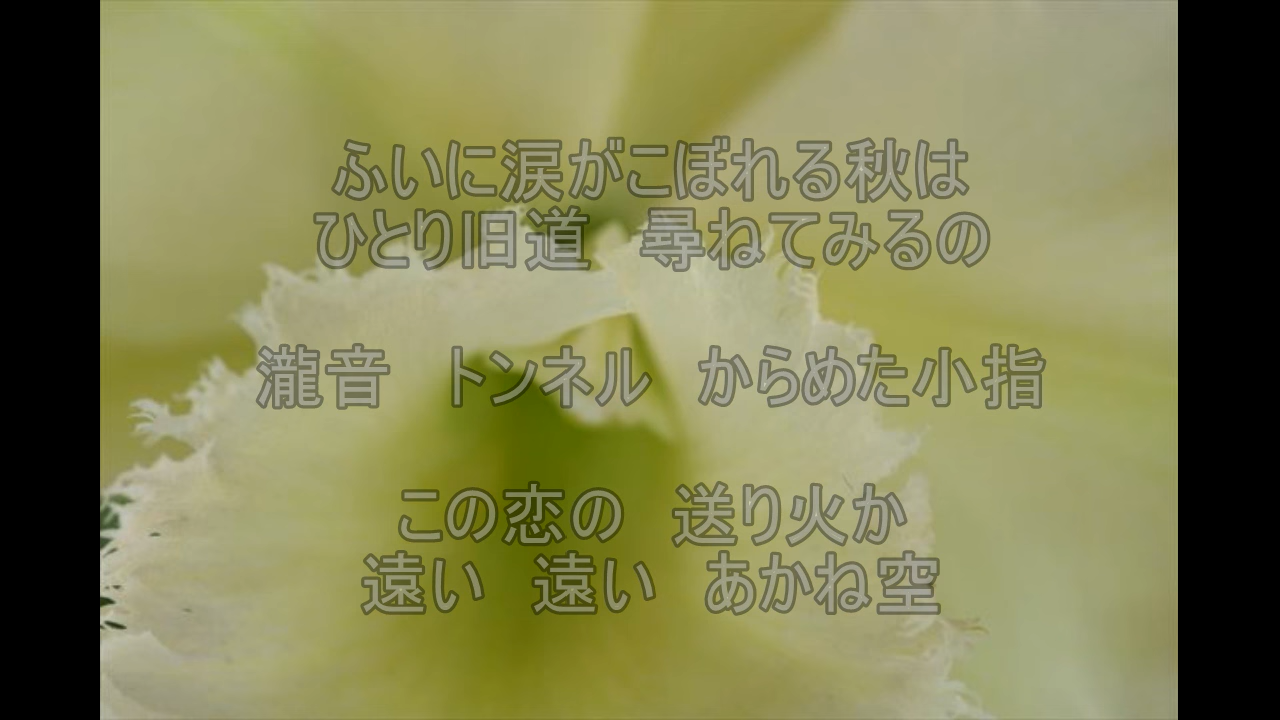 ふいに涙がこぼれる秋は
ひとり旧道　尋ねてみるの
瀧音　トンネル　からめた小指
この恋の　送り火か
遠い　遠い　あかね空